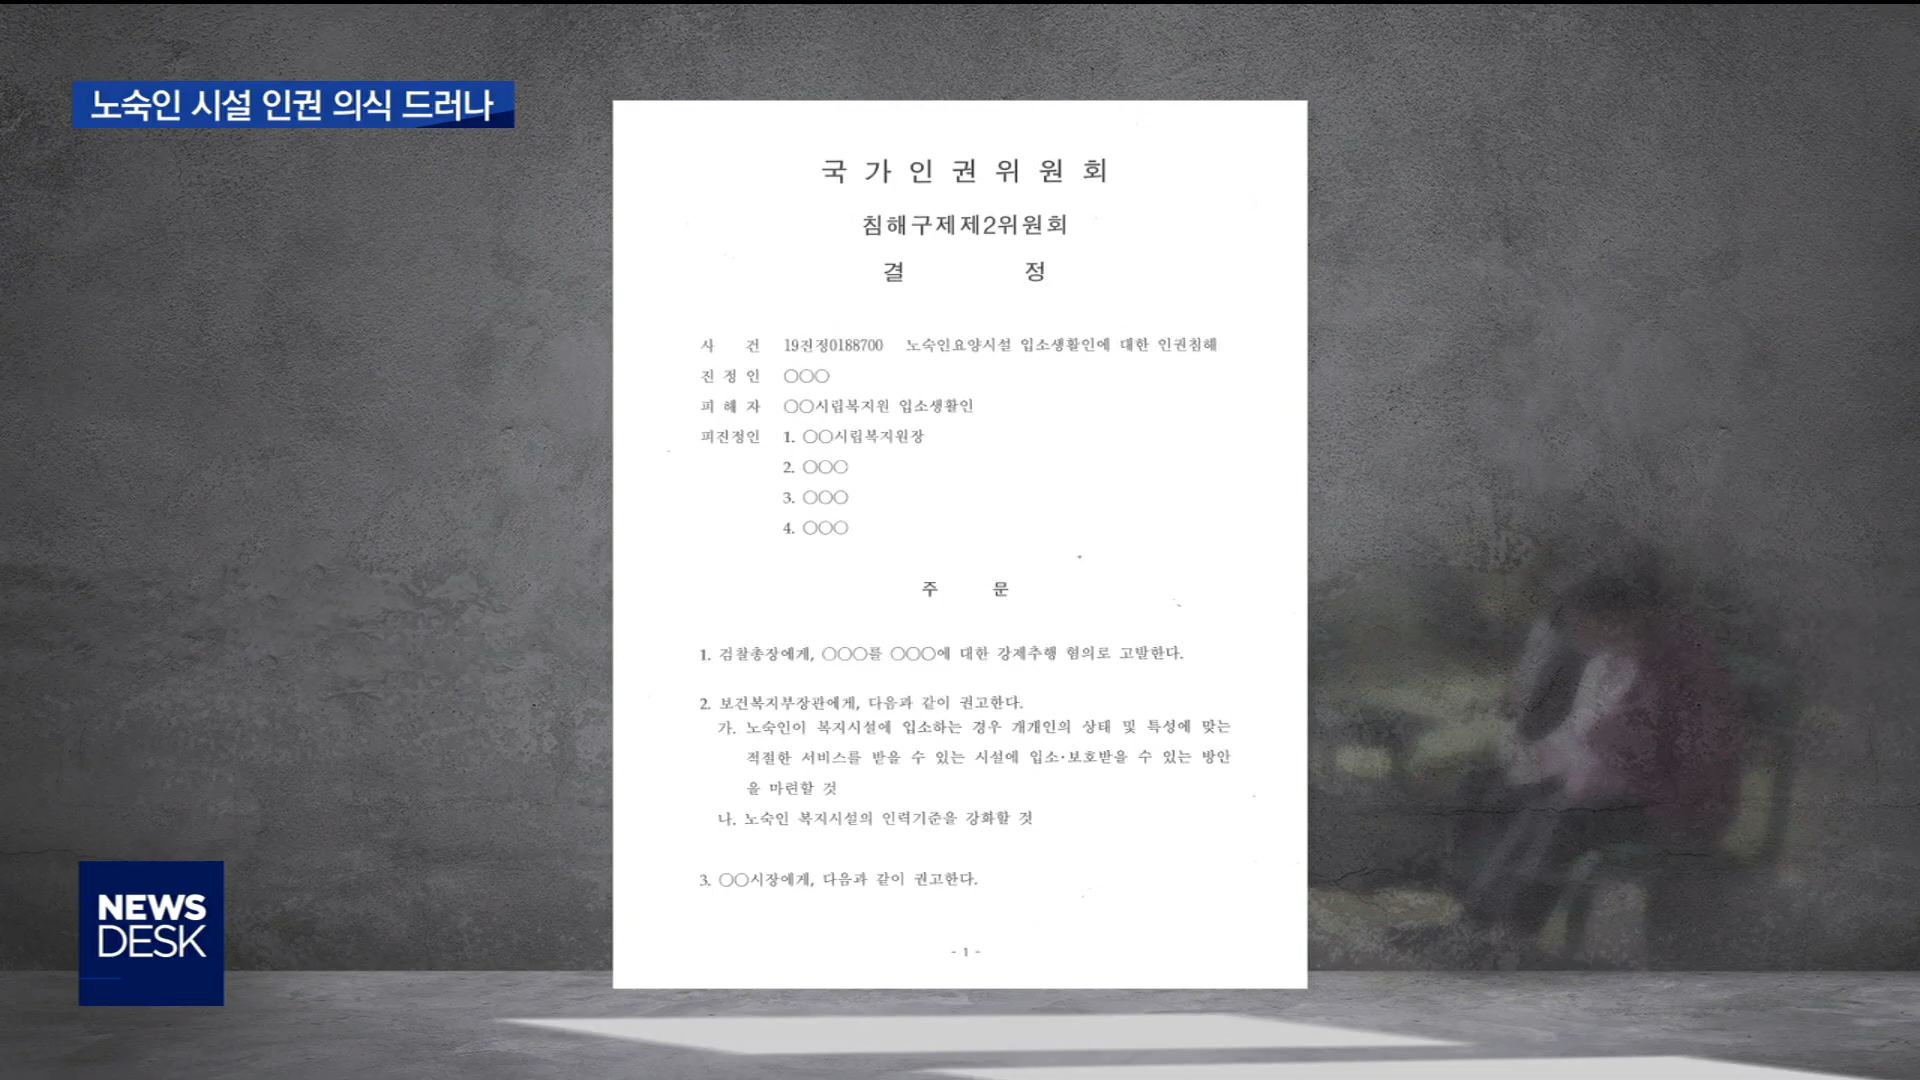 노숙인 시설 인권 의식 드러나
국 가 인 권 위 원 회
침해구제제2위원회
결 정
사 건 19진정0188700 노숙인요양시설 입소생활인에 대한 인권침해
진 정 인 ○○○
피 해 자 ○○시립복지원 입소생활인
피진정인 1. ○○시립복지원장
2. ○○○
3. ○○○
4. ○○○
주 문
1. 검찰총장에게, ○○○를 ○○○에 대한 강제추행 혐의로 고발한다.
2. 보건복지부장관에게, 다음과 같이 권고한다.
가. 노숙인이 복지시설에 입소하는 경우 개개인의 상태 및 특성에 맞는
적절한 서비스를 받을 수 있는 시설에 입소·보호받을 수 있는 방안
을 마련할 것
나. 노숙인 복지시설의 인력기준을 강화할 것
3. ○○시장에게, 다음과 같이 권고한다.
- 1 -
NEWS
DESK